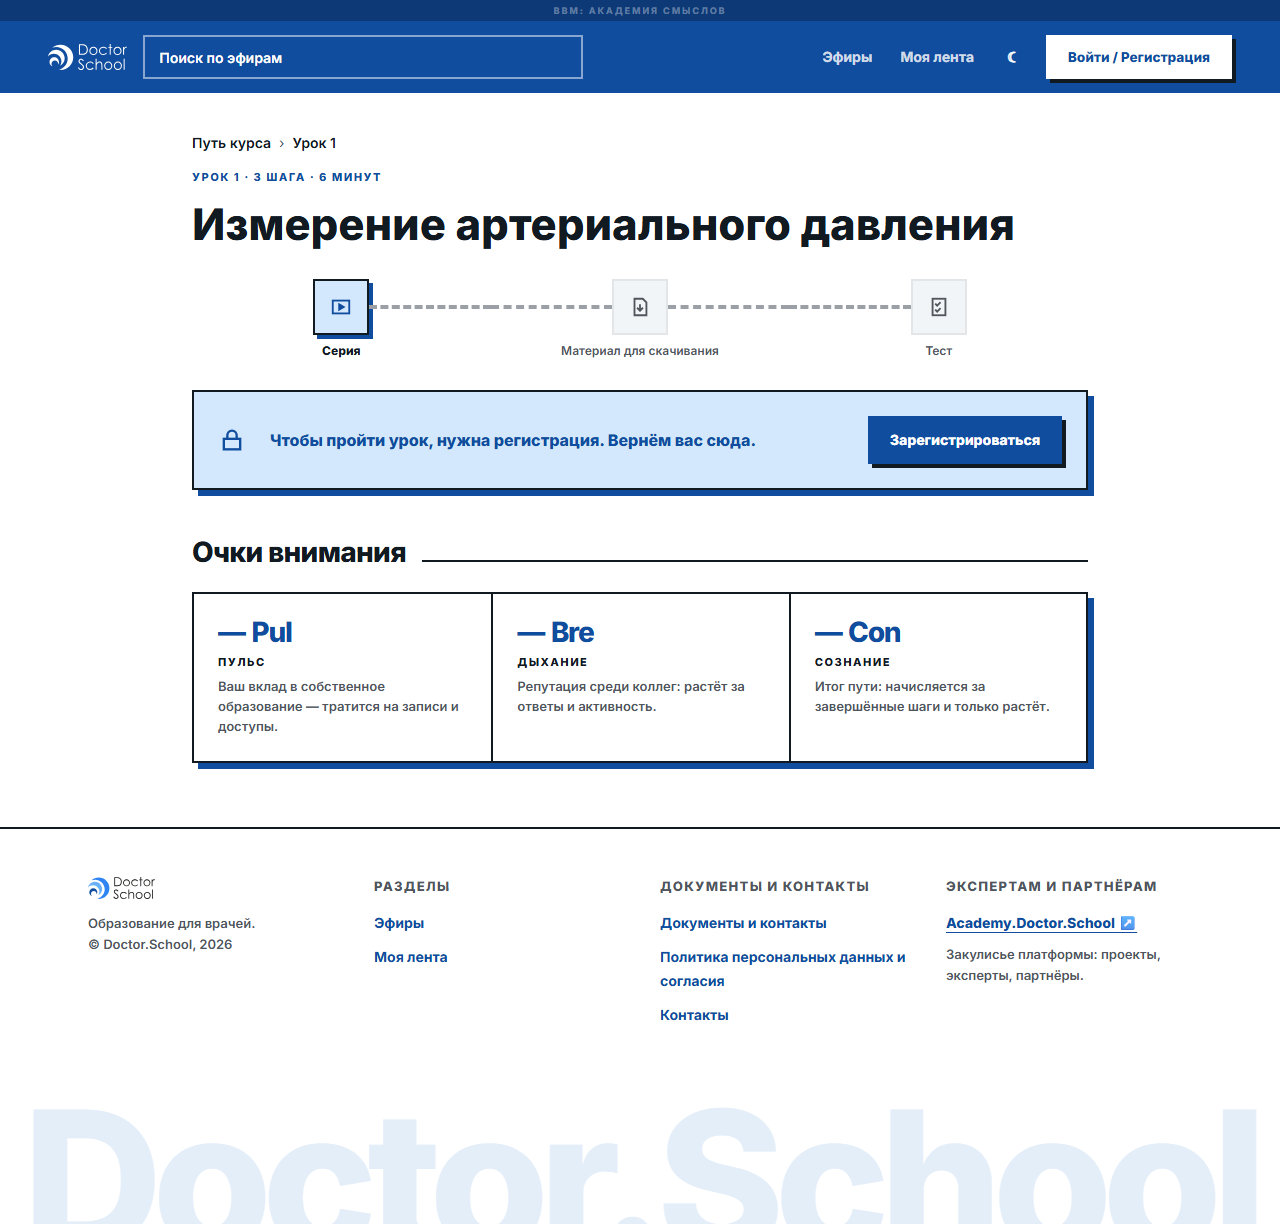 ВВМ: АКАДЕМИЯ СМЫСЛОВ
Doctor
School
Поиск по эфирам
Эфиры
Моя лента
Войти / Регистрация
Путь курса › Урок 1
УРОК 1 · 3 ШАГА · 6 МИНУТ
Измерение артериального давления
Серия
Материал для скачивания
Тест
Чтобы пройти урок, нужна регистрация. Вернём вас сюда.
Зарегистрироваться
Очки внимания
— Pul
ПУЛЬС
Ваш вклад в собственное
образование — тратится на записи и
доступы.
— Bre
ДЫХАНИЕ
Репутация среди коллег: растёт за
ответы и активность.
— Con
СОЗНАНИЕ
Итог пути: начисляется за
завершённые шаги и только растёт.
Doctor
School
Образование для врачей.
© Doctor.School, 2026
РАЗДЕЛЫ
Эфиры
Моя лента
ДОКУМЕНТЫ И КОНТАКТЫ
Документы и контакты
Политика персональных данных и
согласия
Контакты
ЭКСПЕРТАМ И ПАРТНЁРАМ
Academy.Doctor.School ↗
Закулисье платформы: проекты,
эксперты, партнёры.
Doctor.School